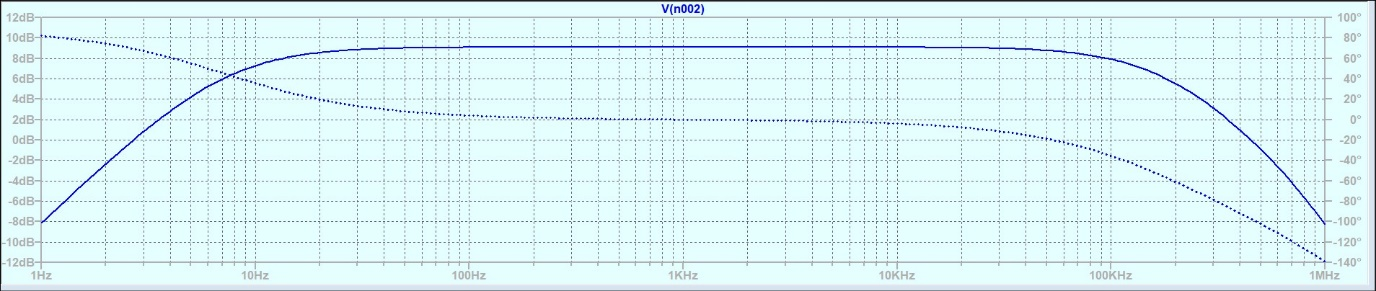 V(n002)
12dB
10dB
8dB
6dB
4dB
2dB
0dB
-2dB
-4dB
-6dB
-8dB
-10dB
-12dB
100°
80°
60°
40°
20°
0°
-20°
-40°
-60°
-80°
-100°
-120°
-140°
1Hz
10Hz
100Hz
1KHz
10KHz
100KHz
1MHz